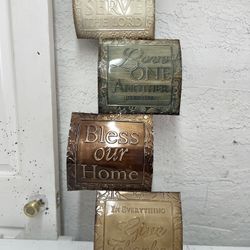 SERVE
THE LORD
Love
ONE
Another
Bless
our
Home
IN EVERYTHING
Give